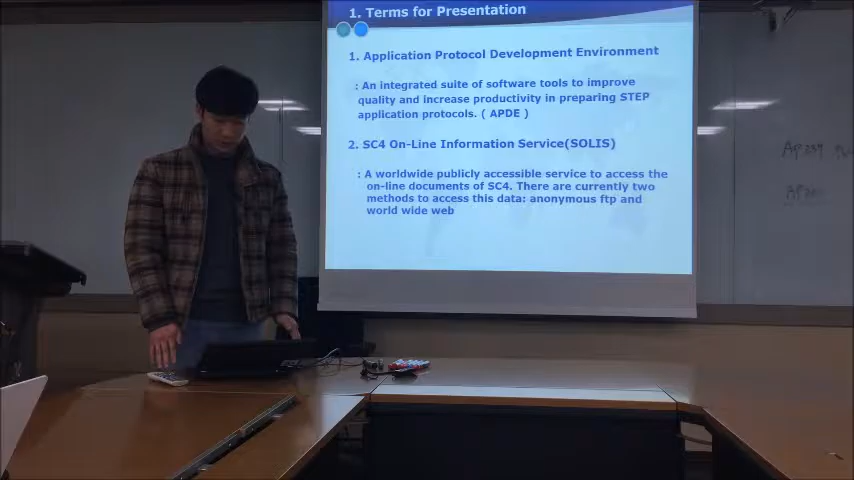 1. Terms for Presentation
1. Application Protocol Development Environment
: An integrated suite of software tools to improve
quality and increase productivity in preparing STEP
application protocols. ( APDE )
2. SC4 On-Line Information Service(SOLIS)
: A worldwide publicly accessible service to access the
on-line documents of SC4. There are currently two
methods to access this data: anonymous ftp and
world wide web
AP239